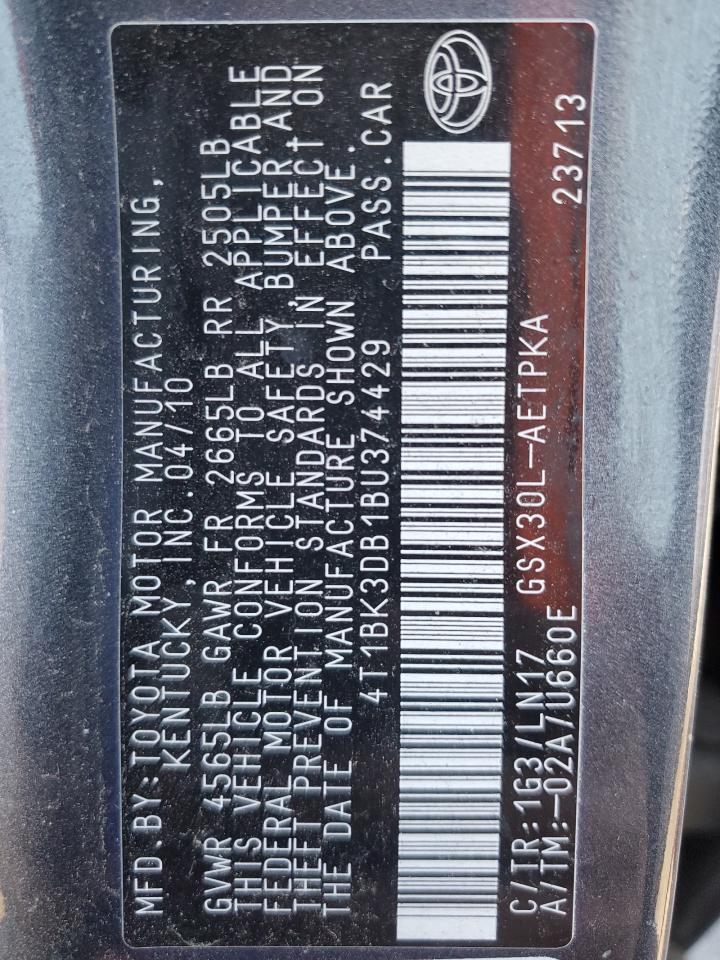 MFD.BY:TOYOTA MOTOR MANUFACTURING,
KENTUCKY,INC.04/10
GVWR 4565LB GAWR FR 2665LB RR 2505LB
THIS VEHICLE CONFORMS TO ALL APPLICABLE
FEDERAL MOTOR VEHICLE SAFETY,BUMPER,AND
THEFT PREVENTION STANDARDS IN EFFECT ON
THE DATE OF MANUFACTURE SHOWN ABOVE.
4T1BK3DB1BU374429 PASS.CAR
C/TR:1G3/LN17 GSX30L-AETPKA
A/TM:-02A/U660E 23713